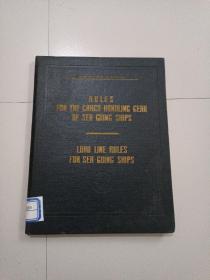 RULES
FOR THE CARGO HANDLING GEAR
OF SEA-GOING SHIPS
LOAD LINE RULES
FOR SEA-GOING SHIPS